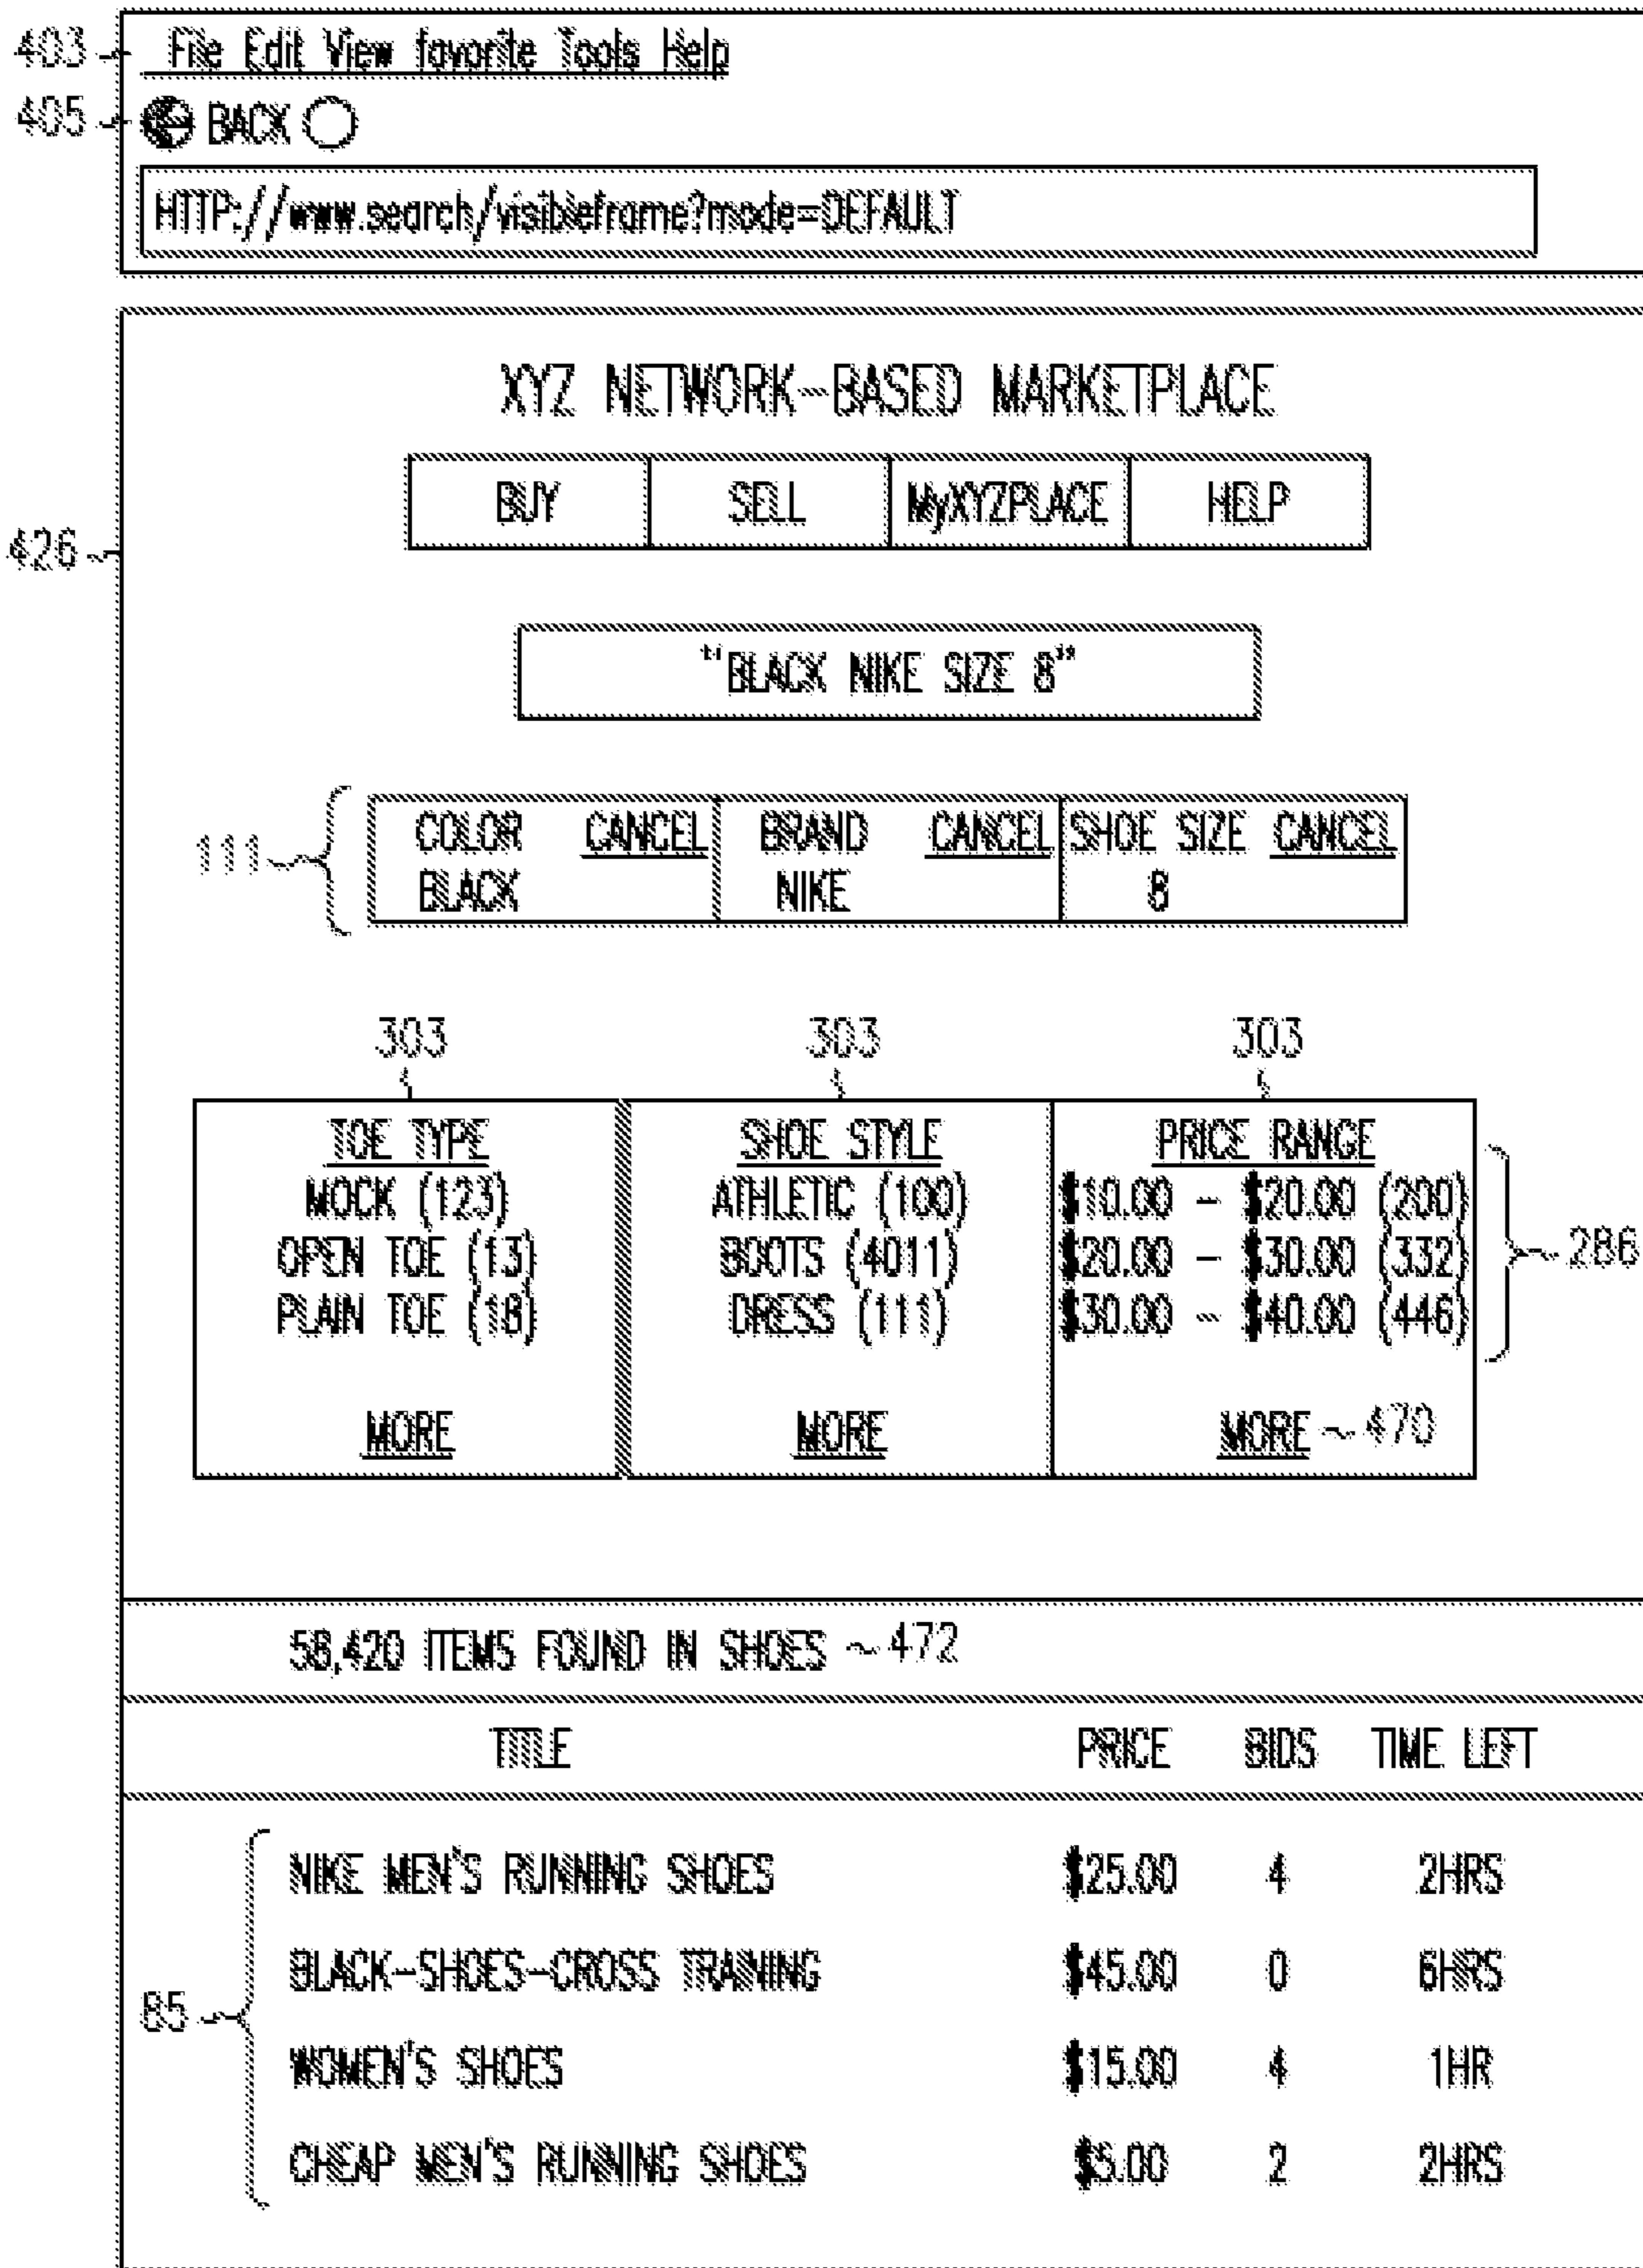 403 File Edit View favorite Tools Help
405 BACK
HTTP://www.search/visibleframe?mode=DEFAULT
XYZ NETWORK-BASED MARKETPLACE
BUY SELL MyXYZPLACE HELP
426
"BLACK NIKE SIZE 8"
COLOR CANCEL BRAND CANCEL SHOE SIZE CANCEL
111
BLACK NIKE 8
303 303 303
TOE TYPE SHOE STYLE PRICE RANGE
MOCK (123) ATHLETIC (100) $10.00 - $20.00 (200)
OPEN TOE (13) BOOTS (4011) $20.00 - $30.00 (332) 286
PLAIN TOE (18) DRESS (111) $30.00 - $40.00 (446)
MORE MORE MORE 470
58,420 ITEMS FOUND IN SHOES 472
TITLE PRICE BIDS TIME LEFT
NIKE MEN'S RUNNING SHOES $25.00 4 2HRS
BLACK-SHOES-CROSS TRAINING $45.00 0 6HRS
85
WOMEN'S SHOES $15.00 4 1HR
CHEAP MEN'S RUNNING SHOES $5.00 2 2HRS